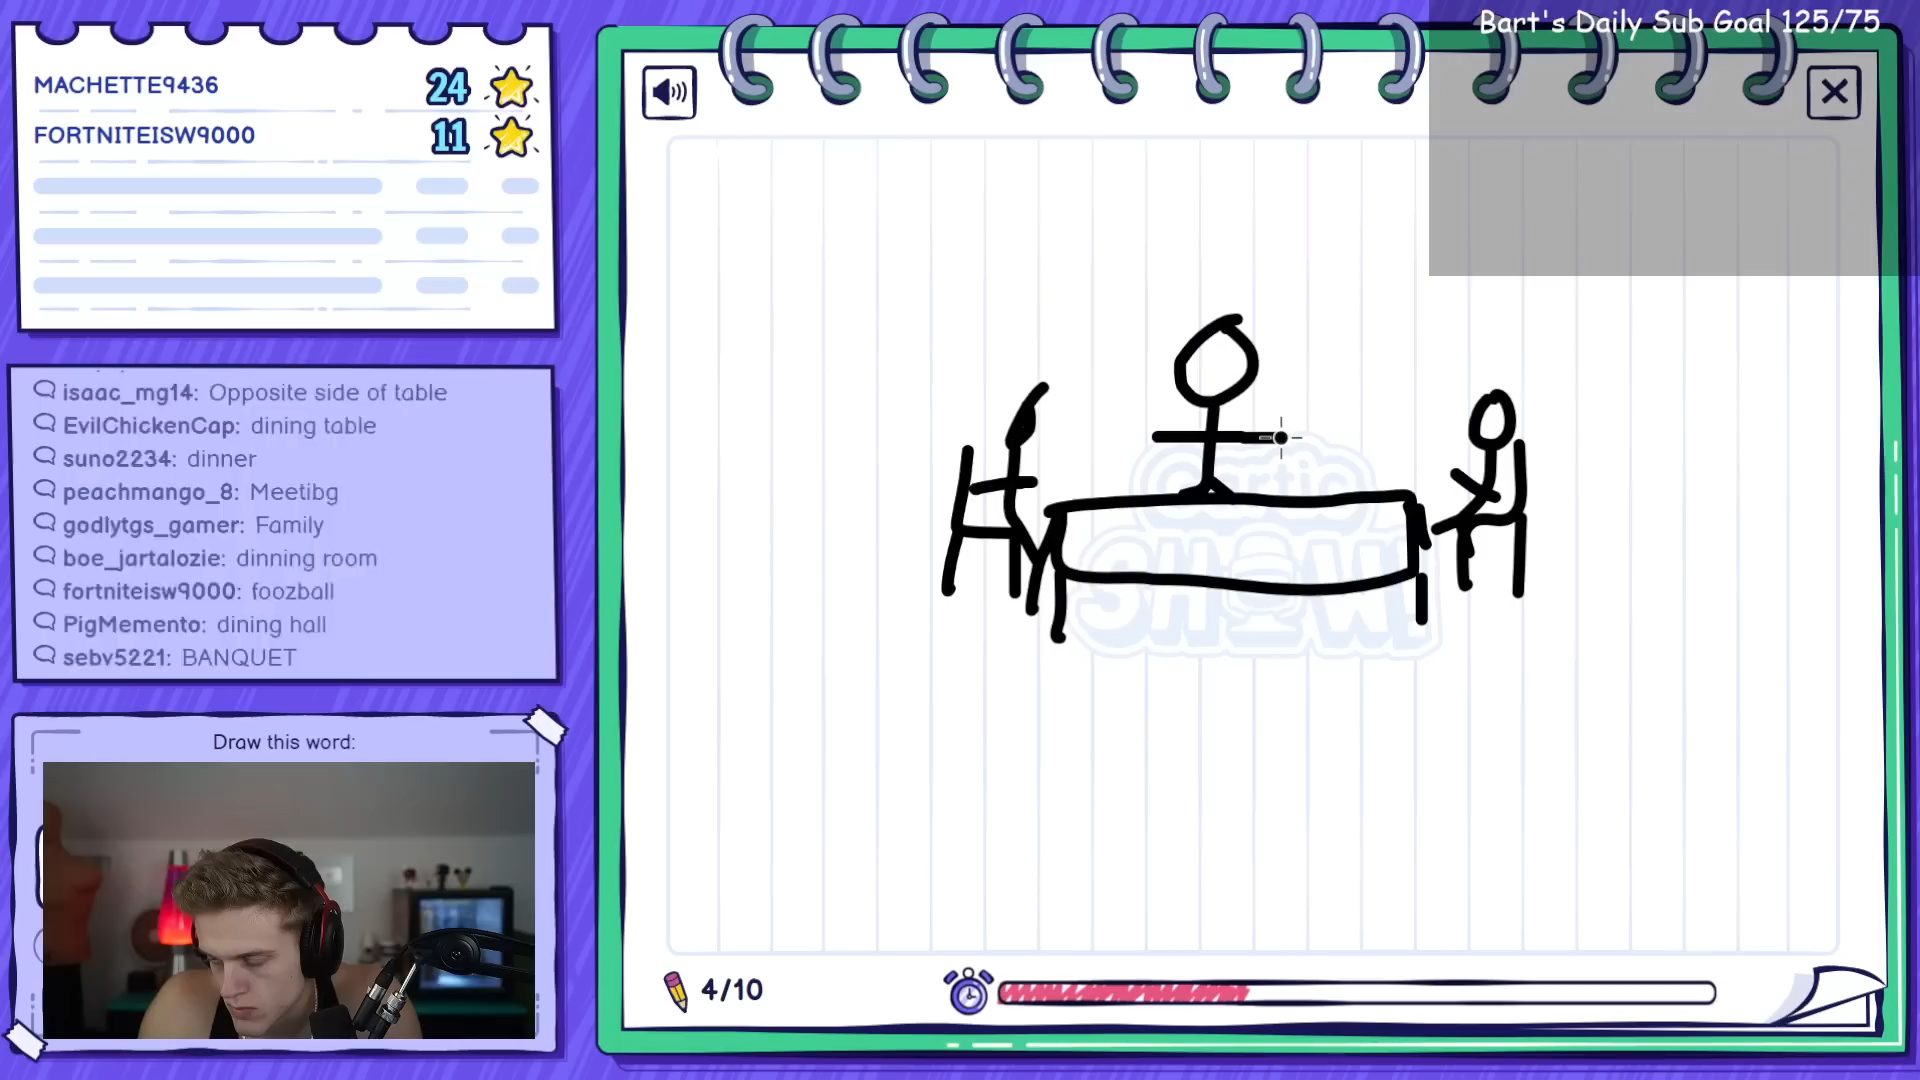 Bart's Daily Sub Goal 125/75
MACHETTE9436 24
FORTNITEISW9000 11
isaac_mg14: Opposite side of table
EvilChickenCap: dining table
suno2234: dinner
peachmango_8: Meetibg
godlytgs_gamer: Family
boe_jartalozie: dinning room
fortniteisw9000: foozball
PigMemento: dining hall
sebv5221: BANQUET
Draw this word:
Gartic
SHOW!
4/10